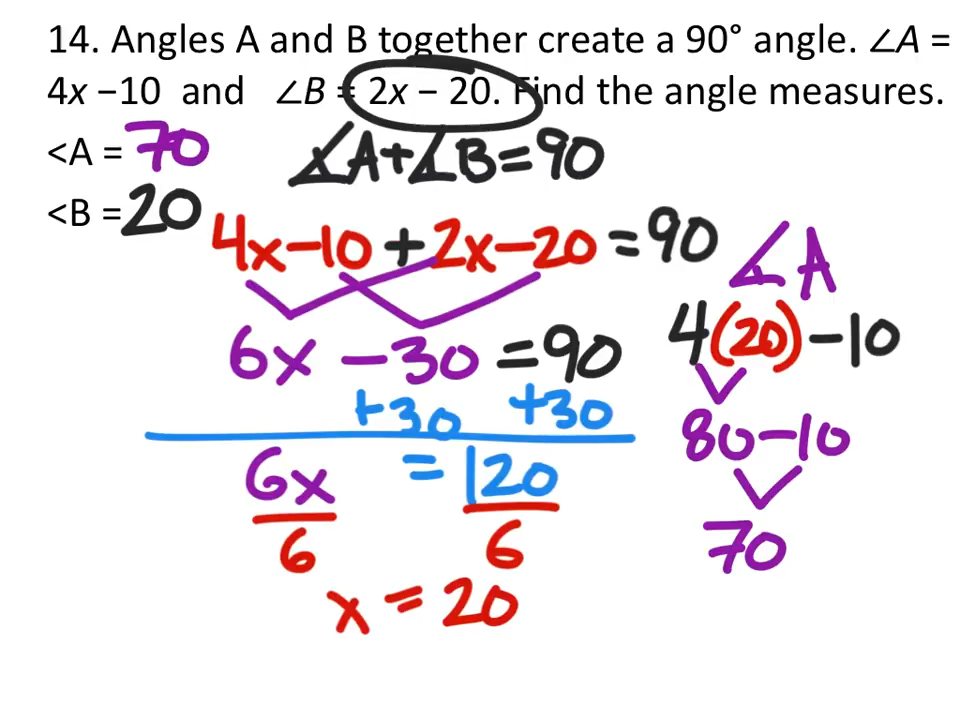 14. Angles A and B together create a 90° angle. ∠A =
4x −10 and ∠B = 2x − 20. Find the angle measures.
<A = 70
<B = 20
∡A+∡B=90
4x−10+2x−20=90
6x −30=90
+30 +30
6x = 120
6 6
x = 20
∡A
4(20)−10
80−10
70